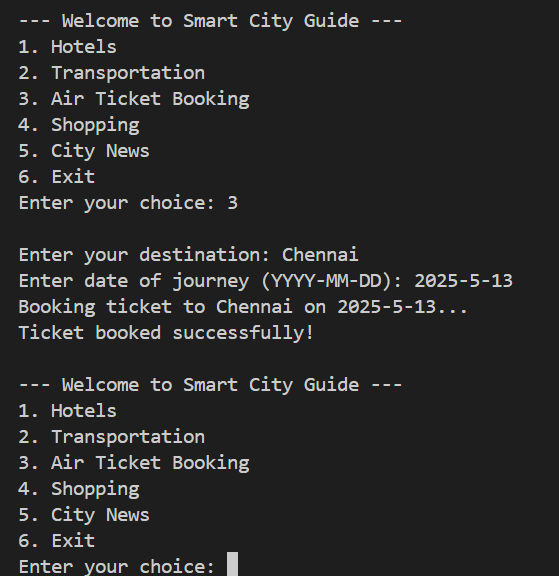 --- Welcome to Smart City Guide ---
1. Hotels
2. Transportation
3. Air Ticket Booking
4. Shopping
5. City News
6. Exit
Enter your choice: 3
Enter your destination: Chennai
Enter date of journey (YYYY-MM-DD): 2025-5-13
Booking ticket to Chennai on 2025-5-13...
Ticket booked successfully!
--- Welcome to Smart City Guide ---
1. Hotels
2. Transportation
3. Air Ticket Booking
4. Shopping
5. City News
6. Exit
Enter your choice: